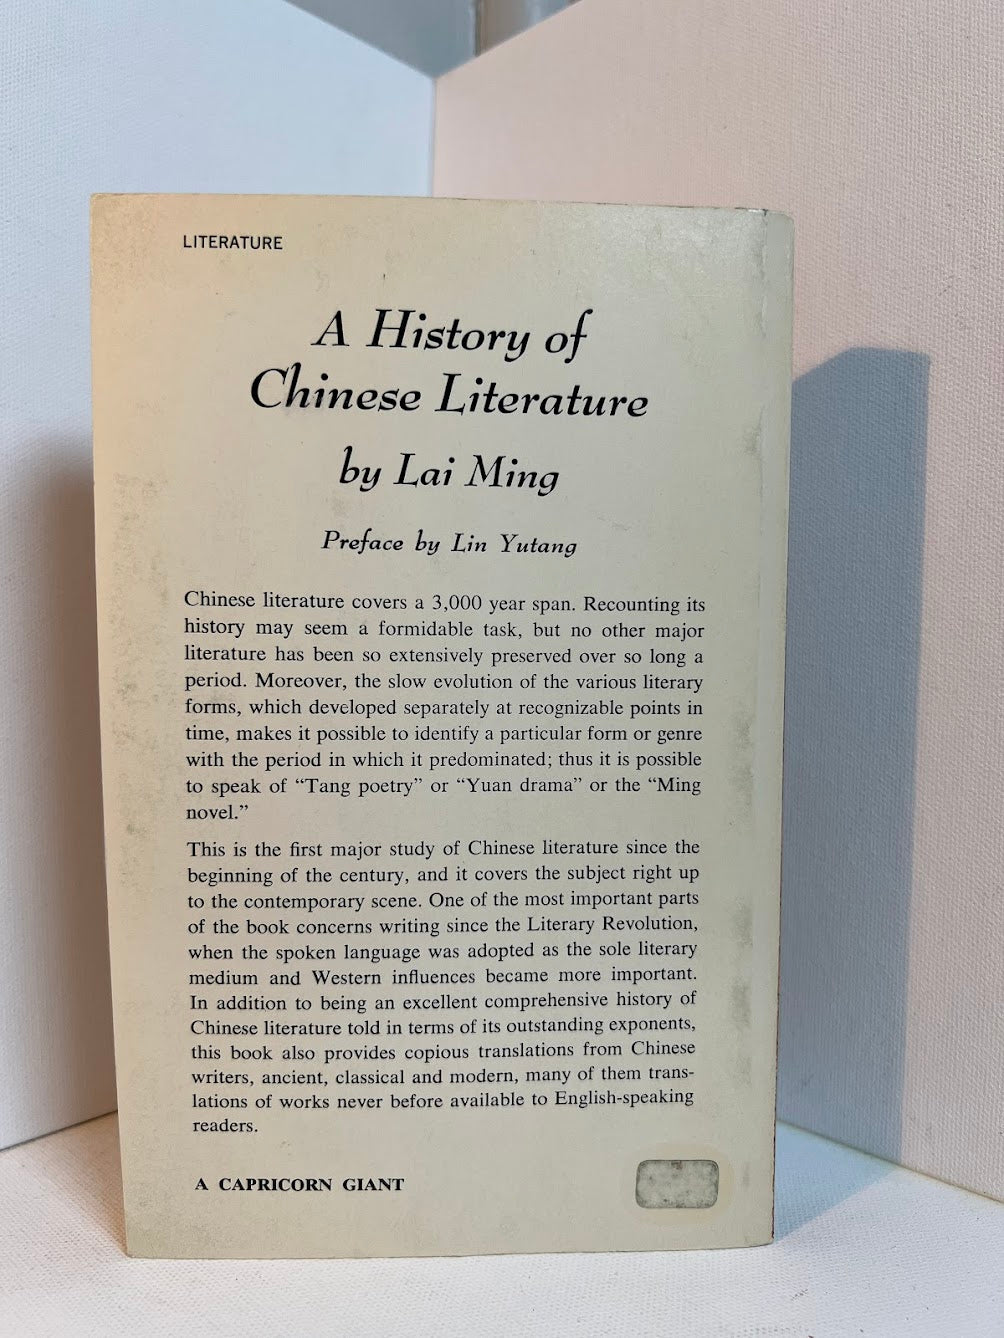 LITERATURE
A History of
Chinese Literature
by Lai Ming
Preface by Lin Yutang
Chinese literature covers a 3,000 year span. Recounting its
history may seem a formidable task, but no other major
literature has been so extensively preserved over so long a
period. Moreover, the slow evolution of the various literary
forms, which developed separately at recognizable points in
time, makes it possible to identify a particular form or genre
with the period in which it predominated; thus it is possible
to speak of “Tang poetry” or “Yuan drama” or the “Ming
novel.”
This is the first major study of Chinese literature since the
beginning of the century, and it covers the subject right up
to the contemporary scene. One of the most important parts
of the book concerns writing since the Literary Revolution,
when the spoken language was adopted as the sole literary
medium and Western influences became more important.
In addition to being an excellent comprehensive history of
Chinese literature told in terms of its outstanding exponents,
this book also provides copious translations from Chinese
writers, ancient, classical and modern, many of them trans-
lations of works never before available to English-speaking
readers.
A CAPRICORN GIANT